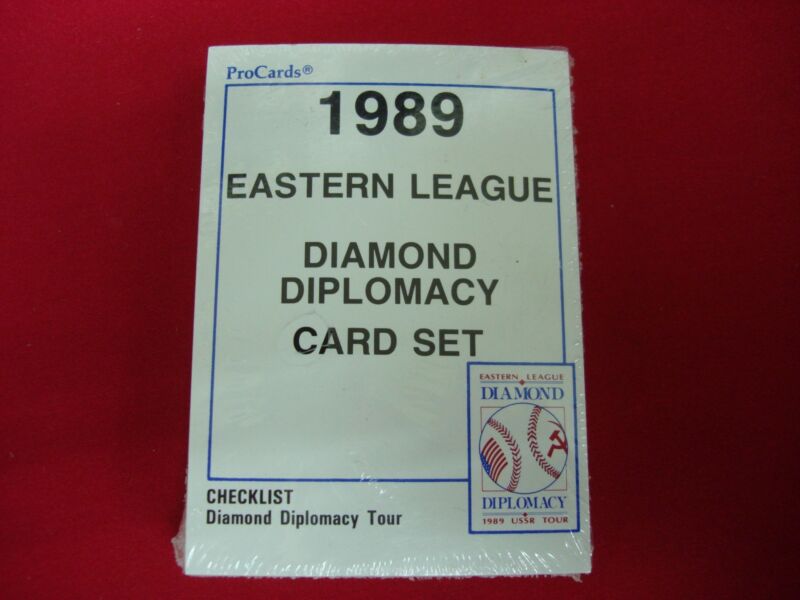 ProCards®
1989
EASTERN LEAGUE
DIAMOND
DIPLOMACY
CARD SET
EASTERN LEAGUE
DIAMOND
DIPLOMACY
1989 USSR TOUR
CHECKLIST
Diamond Diplomacy Tour